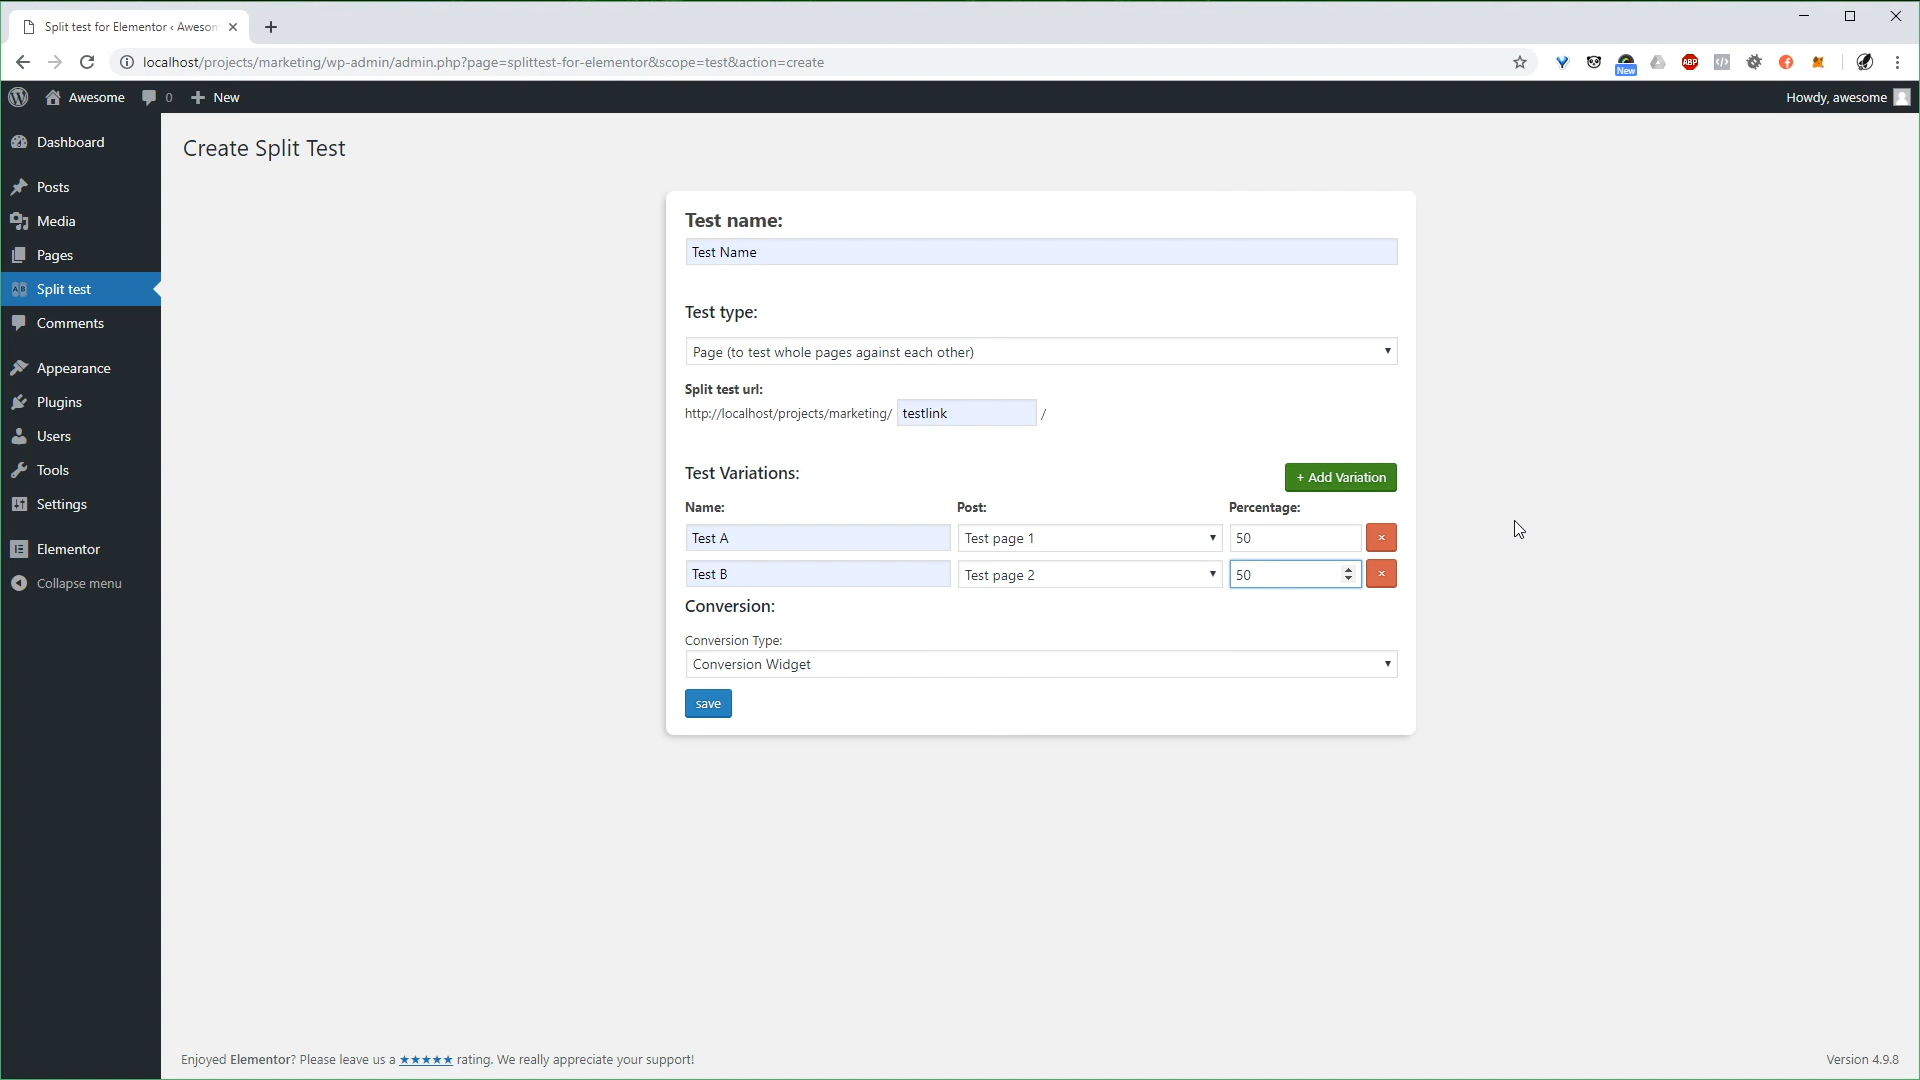 Split test for Elementor ‹ Awesom
localhost/projects/marketing/wp-admin/admin.php?page=splittest-for-elementor&scope=test&action=create
New
ABP
Awesome
0
New
Howdy, awesome
Dashboard
Posts
Media
Pages
Split test
Comments
Appearance
Plugins
Users
Tools
Settings
Elementor
Collapse menu
Create Split Test
Test name:
Test Name
Test type:
Page (to test whole pages against each other)
Split test url:
http://localhost/projects/marketing/ testlink /
Test Variations:
+ Add Variation
Name: Post: Percentage:
Test A Test page 1 50 ×
Test B Test page 2 50 ×
Conversion:
Conversion Type:
Conversion Widget
save
Enjoyed Elementor? Please leave us a ★★★★★ rating. We really appreciate your support!
Version 4.9.8